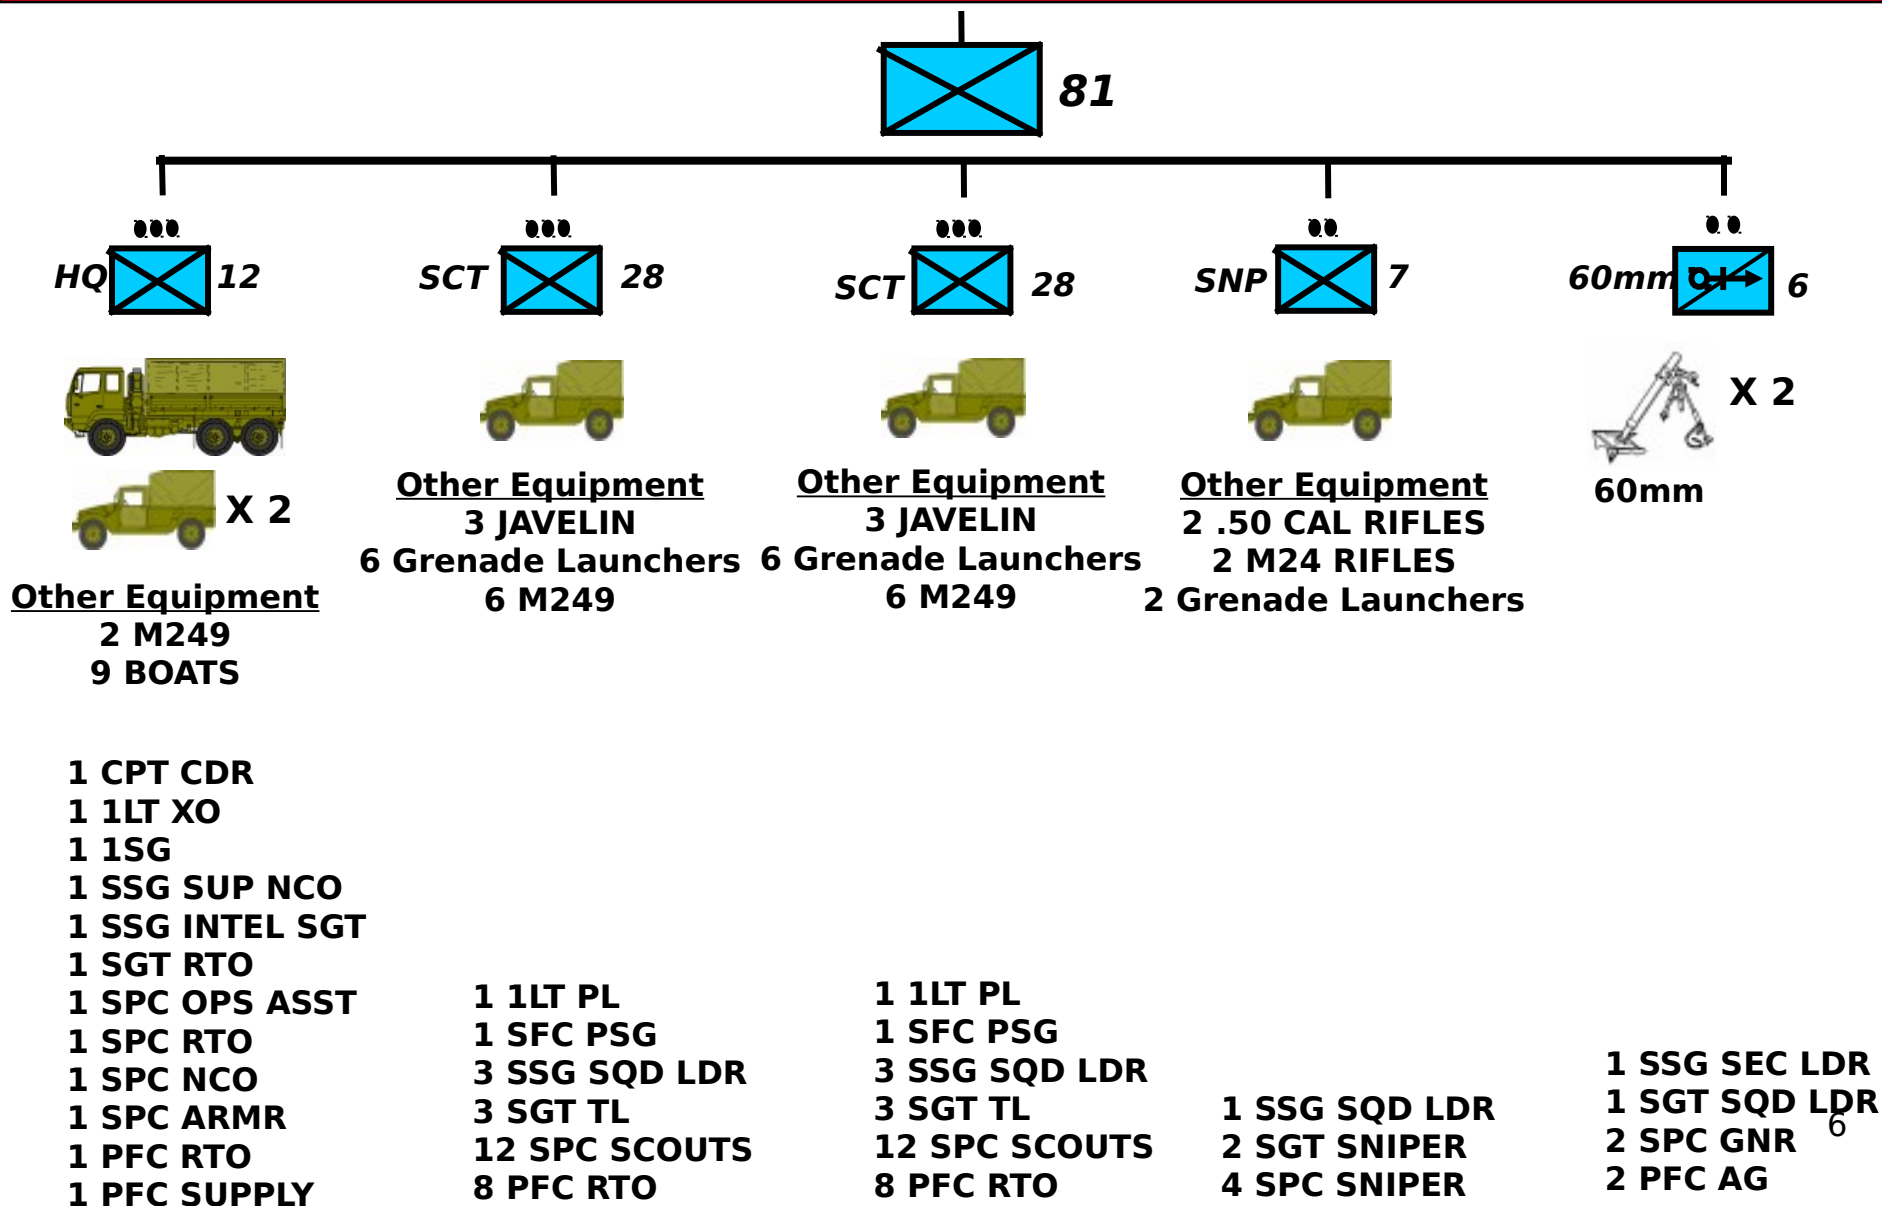 81
HQ
12
SCT
28
SCT
28
SNP
7
60mm
6
X 2
Other Equipment
2 M249
9 BOATS
Other Equipment
3 JAVELIN
6 Grenade Launchers
6 M249
Other Equipment
3 JAVELIN
6 Grenade Launchers
6 M249
Other Equipment
2 .50 CAL RIFLES
2 M24 RIFLES
2 Grenade Launchers
X 2
60mm
1 CPT CDR
1 1LT XO
1 1SG
1 SSG SUP NCO
1 SSG INTEL SGT
1 SGT RTO
1 SPC OPS ASST
1 SPC RTO
1 SPC NCO
1 SPC ARMR
1 PFC RTO
1 PFC SUPPLY
1 1LT PL
1 SFC PSG
3 SSG SQD LDR
3 SGT TL
12 SPC SCOUTS
8 PFC RTO
1 1LT PL
1 SFC PSG
3 SSG SQD LDR
3 SGT TL
12 SPC SCOUTS
8 PFC RTO
1 SSG SQD LDR
2 SGT SNIPER
4 SPC SNIPER
1 SSG SEC LDR
1 SGT SQD LDR
2 SPC GNR
2 PFC AG
6